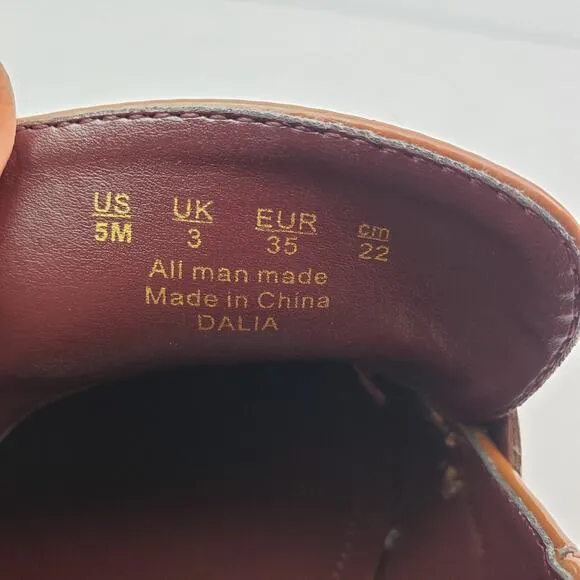 US UK EUR cm
5M 3 35 22
All man made
Made in China
DALIA